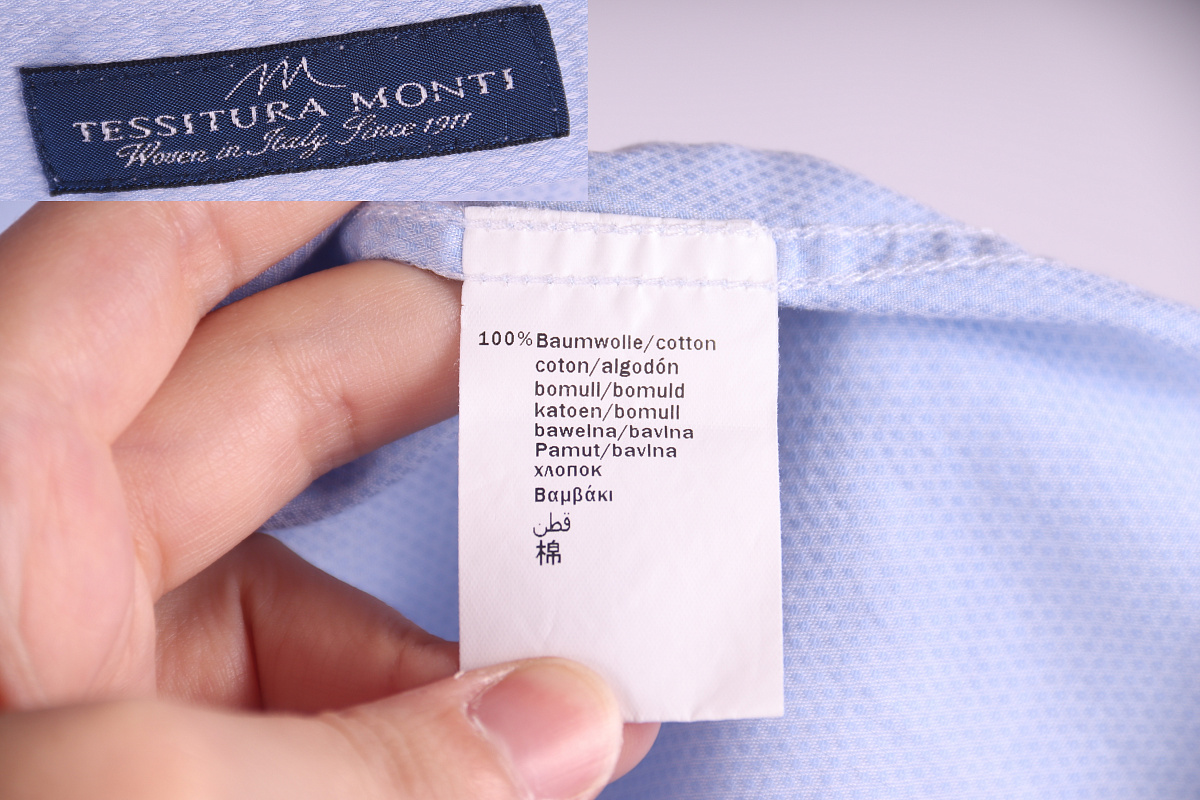 TESSITURA MONTI
Woven in Italy Since 1911
100% Baumwolle/cotton
coton/algodón
bomull/bomuld
katoen/bomull
bawełna/bavlna
Pamut/bavlna
хлопок
Βαμβάκι
قطن
棉